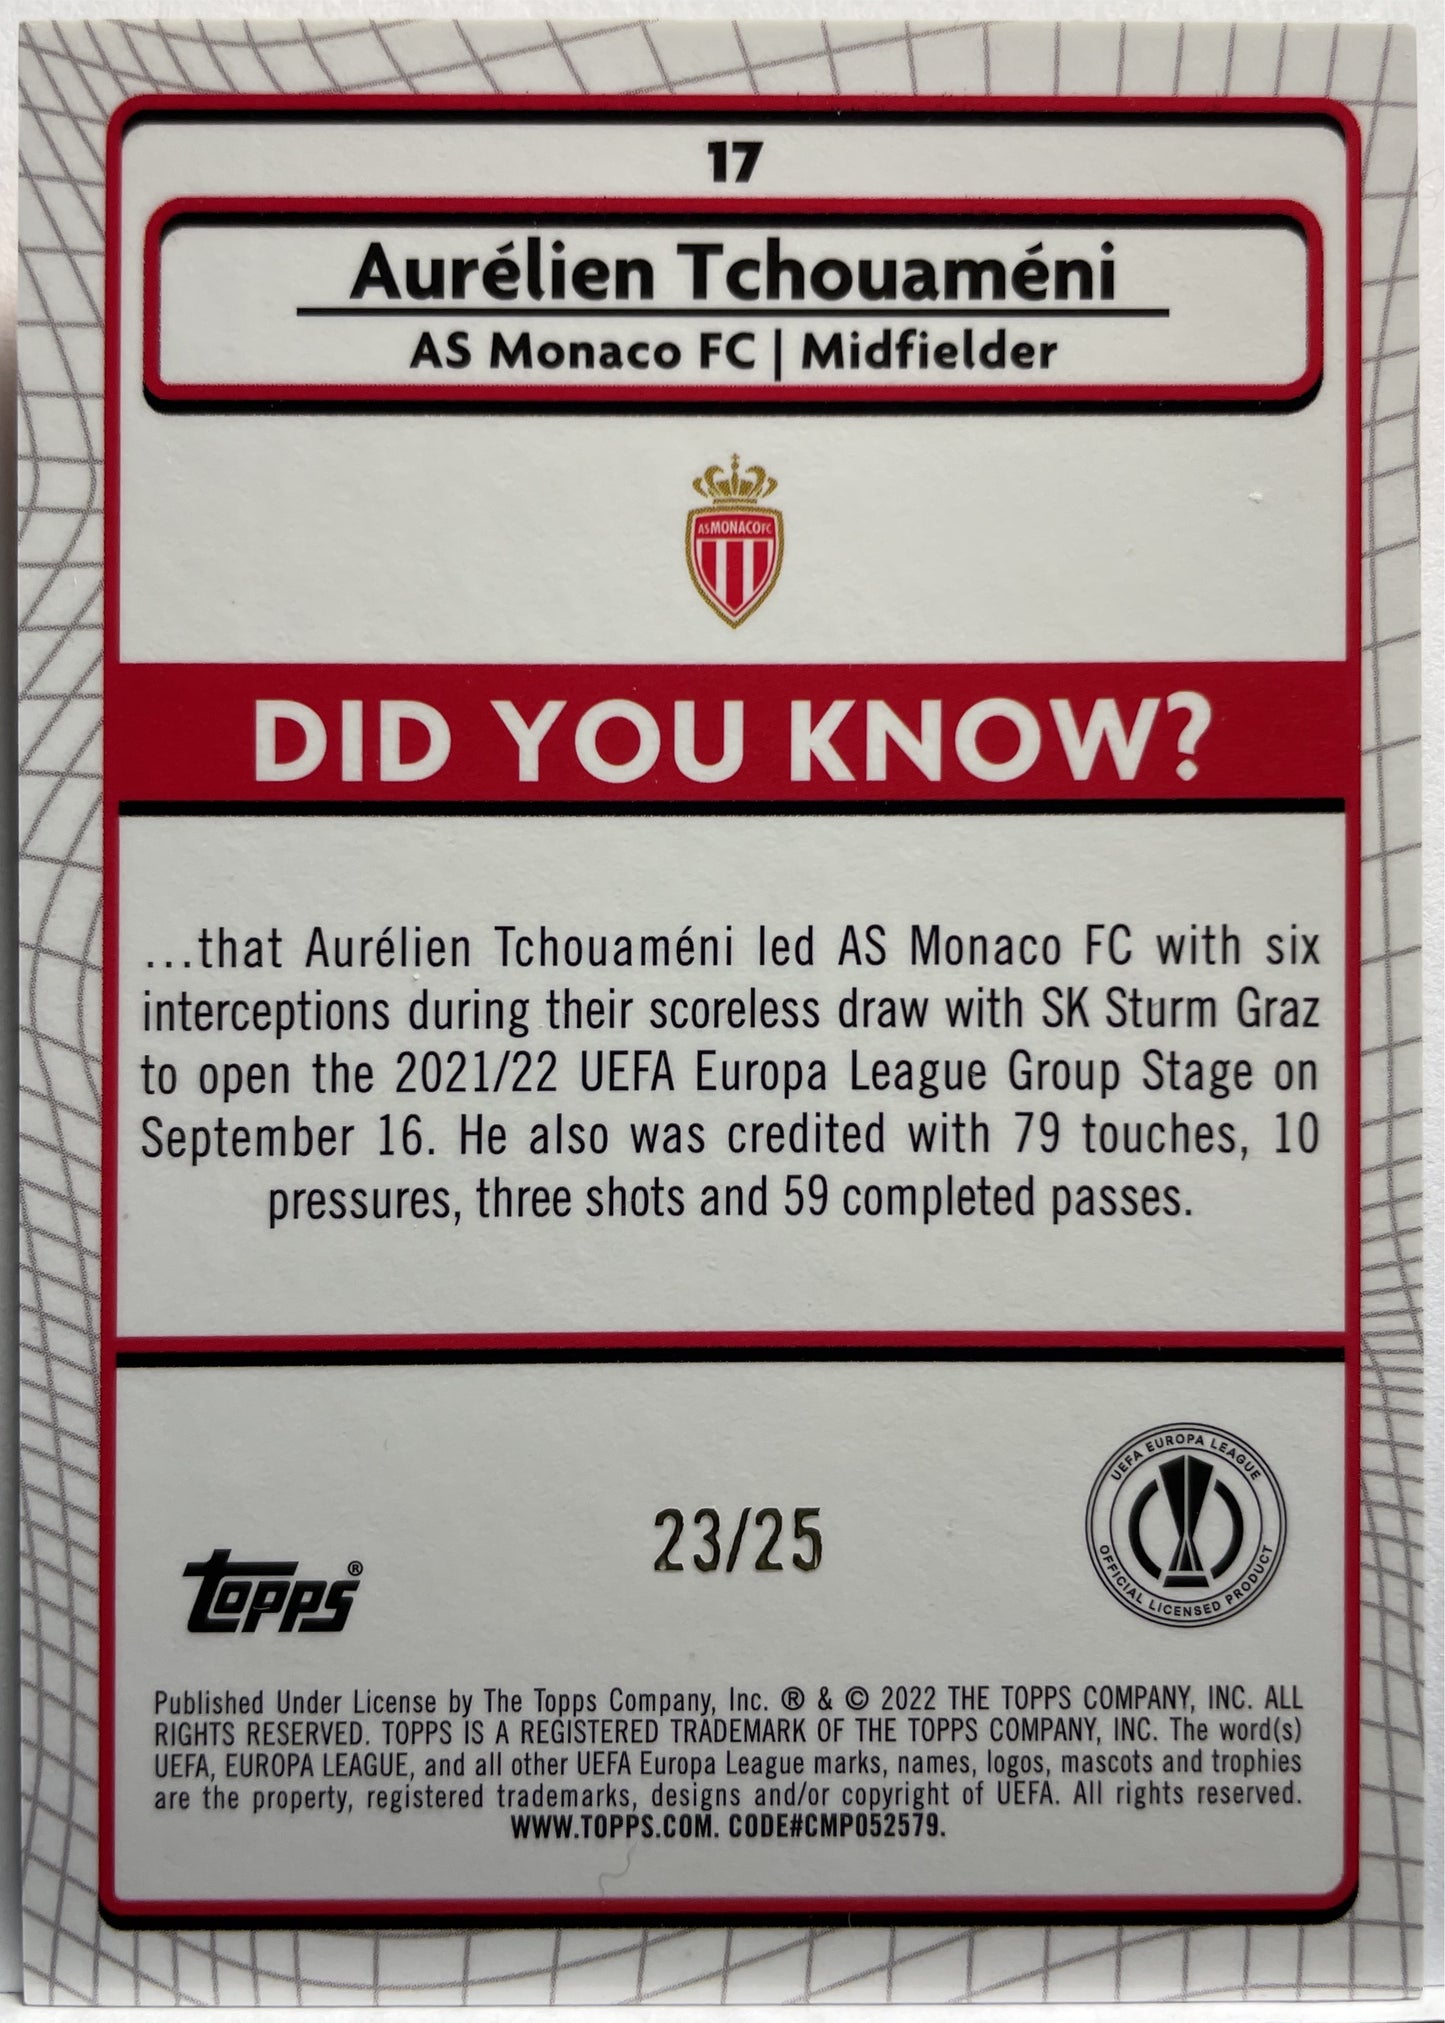 17
Aurélien Tchouaméni
AS Monaco FC | Midfielder
AS MONACO FC
DID YOU KNOW?
...that Aurélien Tchouaméni led AS Monaco FC with six
interceptions during their scoreless draw with SK Sturm Graz
to open the 2021/22 UEFA Europa League Group Stage on
September 16. He also was credited with 79 touches, 10
pressures, three shots and 59 completed passes.
23/25
UEFA EUROPA LEAGUE
OFFICIAL LICENSED PRODUCT
Topps®
Published Under License by The Topps Company, Inc. ® & © 2022 THE TOPPS COMPANY, INC. ALL
RIGHTS RESERVED. TOPPS IS A REGISTERED TRADEMARK OF THE TOPPS COMPANY, INC. The word(s)
UEFA, EUROPA LEAGUE, and all other UEFA Europa League marks, names, logos, mascots and trophies
are the property, registered trademarks, designs and/or copyright of UEFA. All rights reserved.
WWW.TOPPS.COM. CODE#CMP052579.